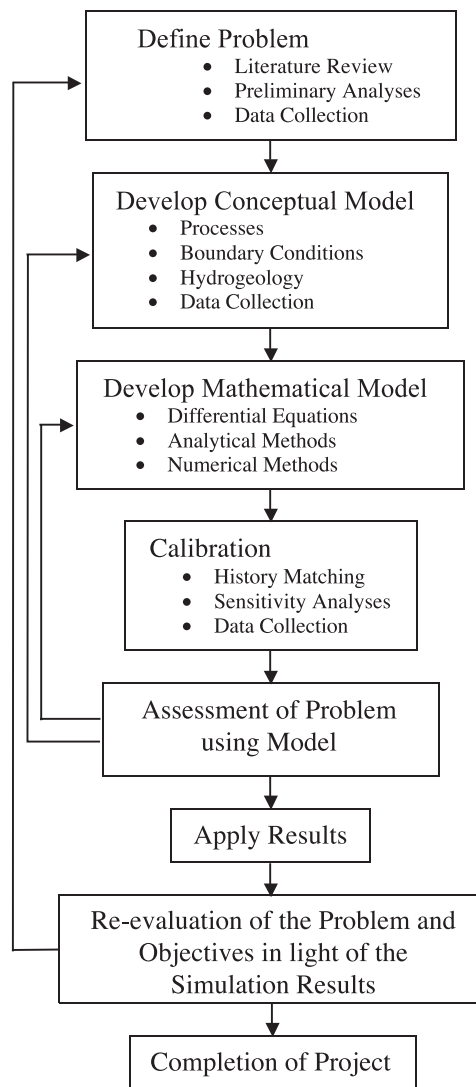 Define Problem
• Literature Review
• Preliminary Analyses
• Data Collection
Develop Conceptual Model
• Processes
• Boundary Conditions
• Hydrogeology
• Data Collection
Develop Mathematical Model
• Differential Equations
• Analytical Methods
• Numerical Methods
Calibration
• History Matching
• Sensitivity Analyses
• Data Collection
Assessment of Problem
using Model
Apply Results
Re-evaluation of the Problem and
Objectives in light of the
Simulation Results
Completion of Project